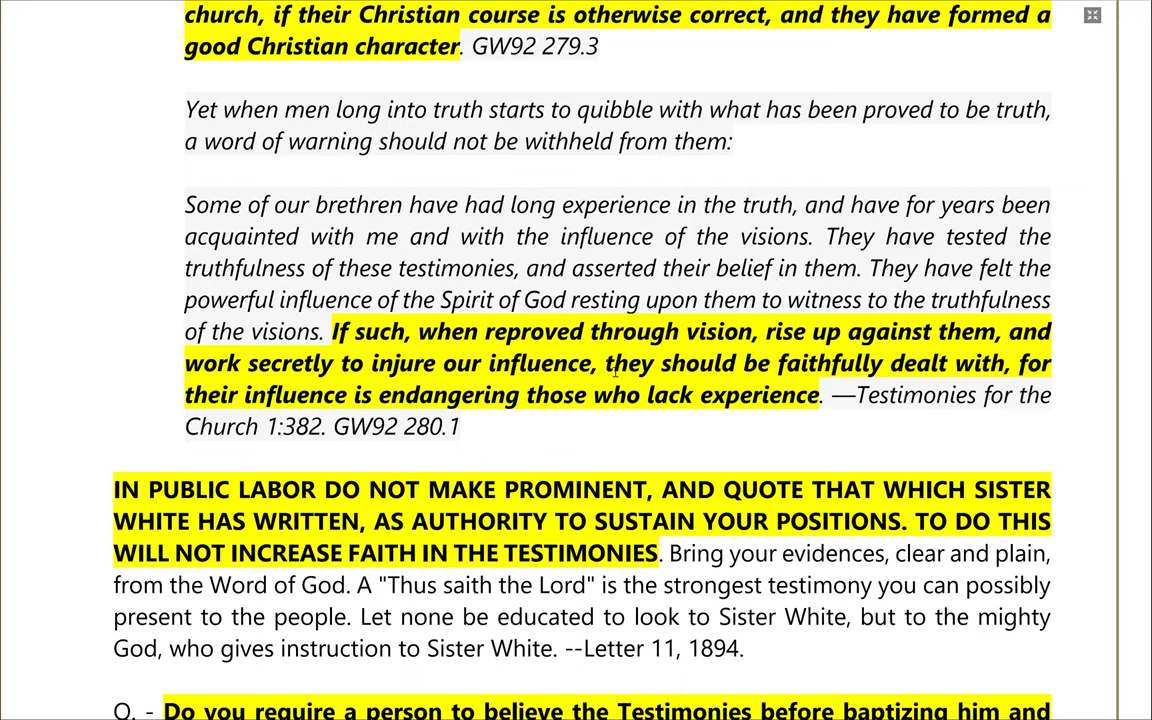 church, if their Christian course is otherwise correct, and they have formed a
good Christian character. GW92 279.3
Yet when men long into truth starts to quibble with what has been proved to be truth,
a word of warning should not be withheld from them:
Some of our brethren have had long experience in the truth, and have for years been
acquainted with me and with the influence of the visions. They have tested the
truthfulness of these testimonies, and asserted their belief in them. They have felt the
powerful influence of the Spirit of God resting upon them to witness to the truthfulness
of the visions. If such, when reproved through vision, rise up against them, and
work secretly to injure our influence, they should be faithfully dealt with, for
their influence is endangering those who lack experience. —Testimonies for the
Church 1:382. GW92 280.1
IN PUBLIC LABOR DO NOT MAKE PROMINENT, AND QUOTE THAT WHICH SISTER
WHITE HAS WRITTEN, AS AUTHORITY TO SUSTAIN YOUR POSITIONS. TO DO THIS
WILL NOT INCREASE FAITH IN THE TESTIMONIES. Bring your evidences, clear and plain,
from the Word of God. A "Thus saith the Lord" is the strongest testimony you can possibly
present to the people. Let none be educated to look to Sister White, but to the mighty
God, who gives instruction to Sister White. --Letter 11, 1894.
Q. - Do you require a person to believe the Testimonies before baptizing him and